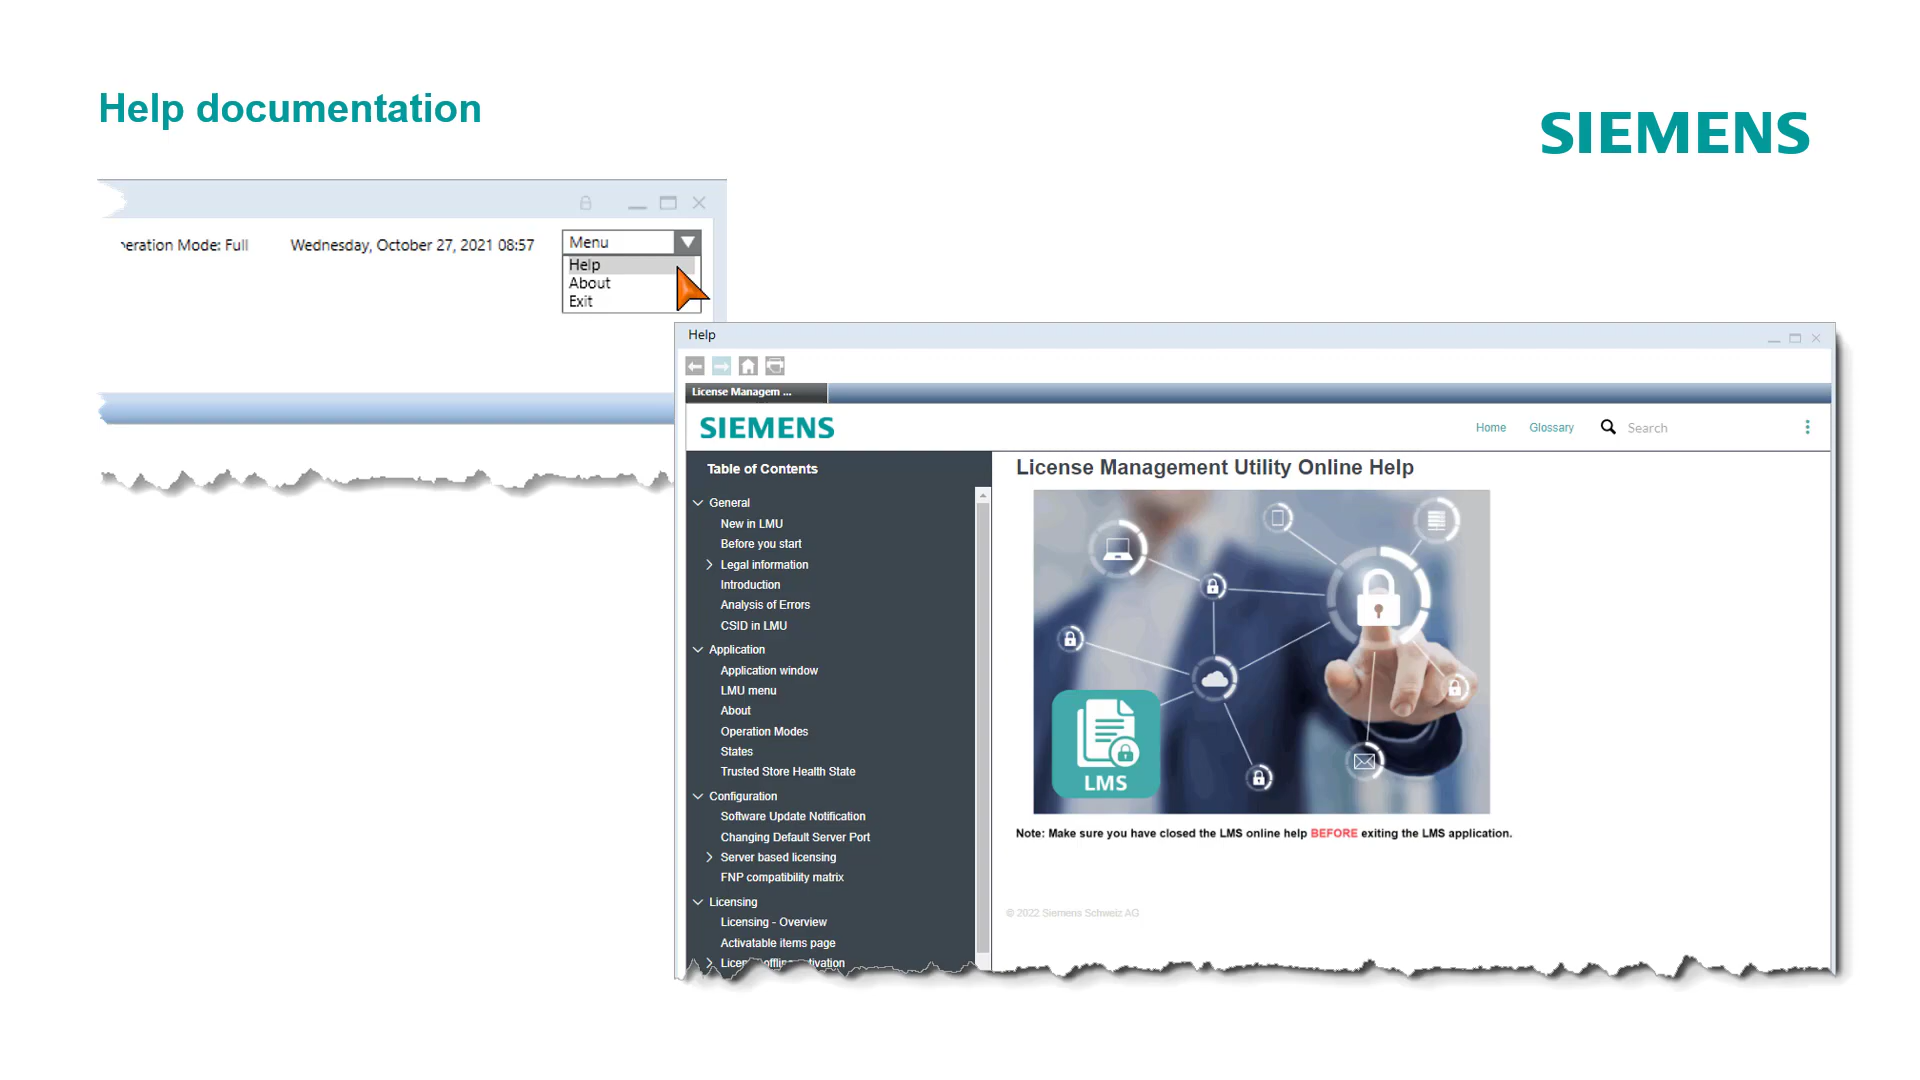 Help documentation
SIEMENS
eration Mode: Full
Wednesday, October 27, 2021 08:57
Menu
Help
About
Exit
Help
License Managem ...
SIEMENS
Home
Glossary
Search
Table of Contents
General
New in LMU
Before you start
Legal information
Introduction
Analysis of Errors
CSID in LMU
Application
Application window
LMU menu
About
Operation Modes
States
Trusted Store Health State
Configuration
Software Update Notification
Changing Default Server Port
Server based licensing
FNP compatibility matrix
Licensing
Licensing - Overview
Activatable items page
License Management Utility Online Help
LMS
Note: Make sure you have closed the LMS online help BEFORE exiting the LMS application.
© 2022 Siemens Schweiz AG